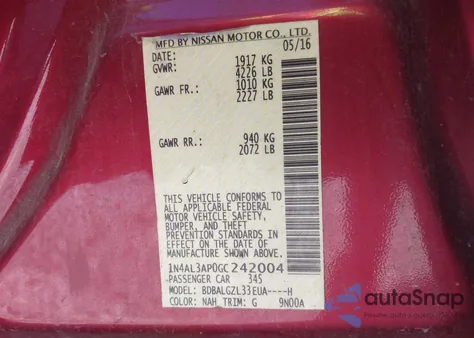 MFD BY NISSAN MOTOR CO., LTD.
DATE: 05/16
GVWR: 1917 KG
4226 LB
GAWR FR.: 1010 KG
2227 LB
GAWR RR.: 940 KG
2072 LB
THIS VEHICLE CONFORMS TO
ALL APPLICABLE FEDERAL
MOTOR VEHICLE SAFETY,
BUMPER, AND THEFT
PREVENTION STANDARDS IN
EFFECT ON THE DATE OF
MANUFACTURE SHOWN ABOVE.
1N4AL3AP0GC242004
PASSENGER CAR 345
MODEL: BDBALGZL33EUA----H
COLOR: NAH TRIM: G 9N00A
autoSnap